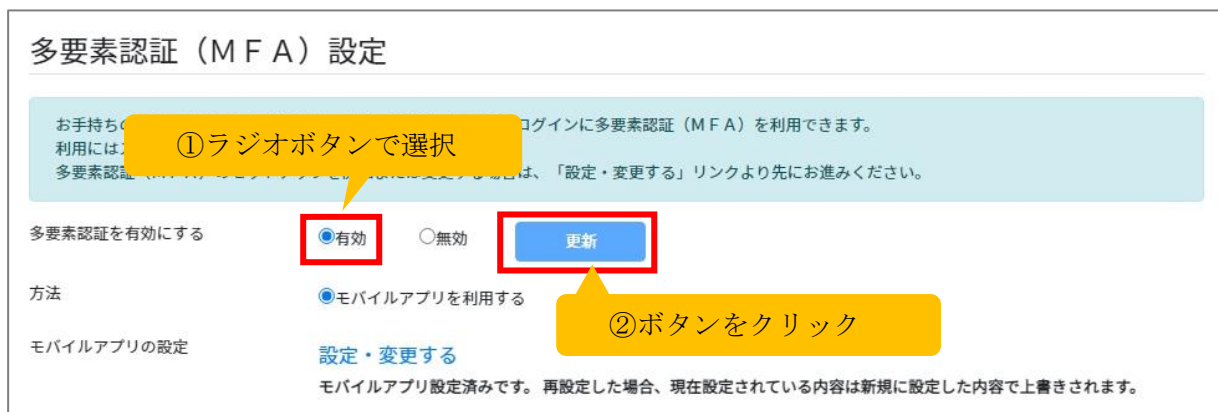 多要素認証（ＭＦＡ）設定
お手持ち ログインに多要素認証（ＭＦＡ）を利用できます。
①ラジオボタンで選択
利用には
多要素認証 は、「設定・変更する」リンクより先にお進みください。
多要素認証を有効にする 有効 無効 更新
方法 モバイルアプリを利用する
②ボタンをクリック
モバイルアプリの設定 設定・変更する
モバイルアプリ設定済みです。 再設定した場合、現在設定されている内容は新規に設定した内容で上書きされます。